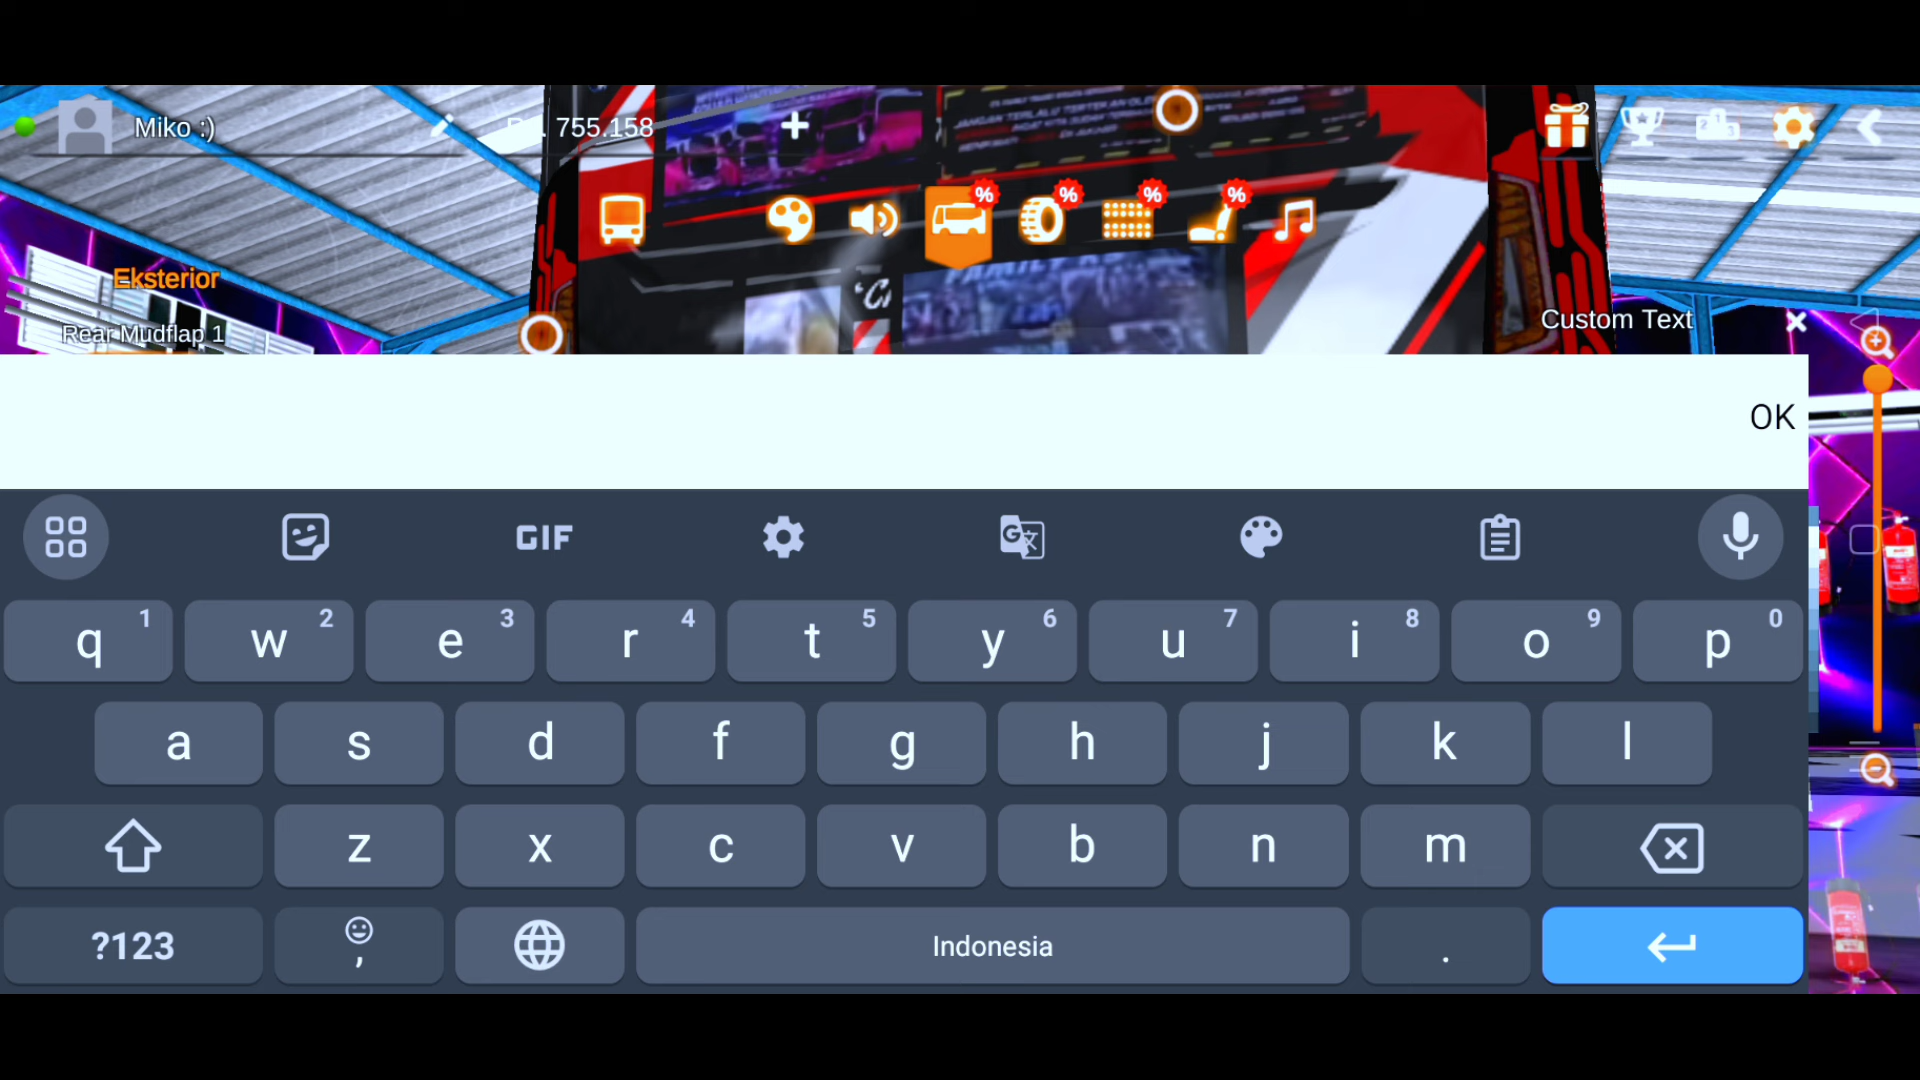 Miko :)
755.158
%
%
%
%
Eksterior
Rear Mudflap 1
Custom Text
OK
GIF
q 1 w 2 e 3 r 4 t 5 y 6 u 7 i 8 o 9 p 0
a s d f g h j k l
z x c v b n m
?123 , Indonesia .